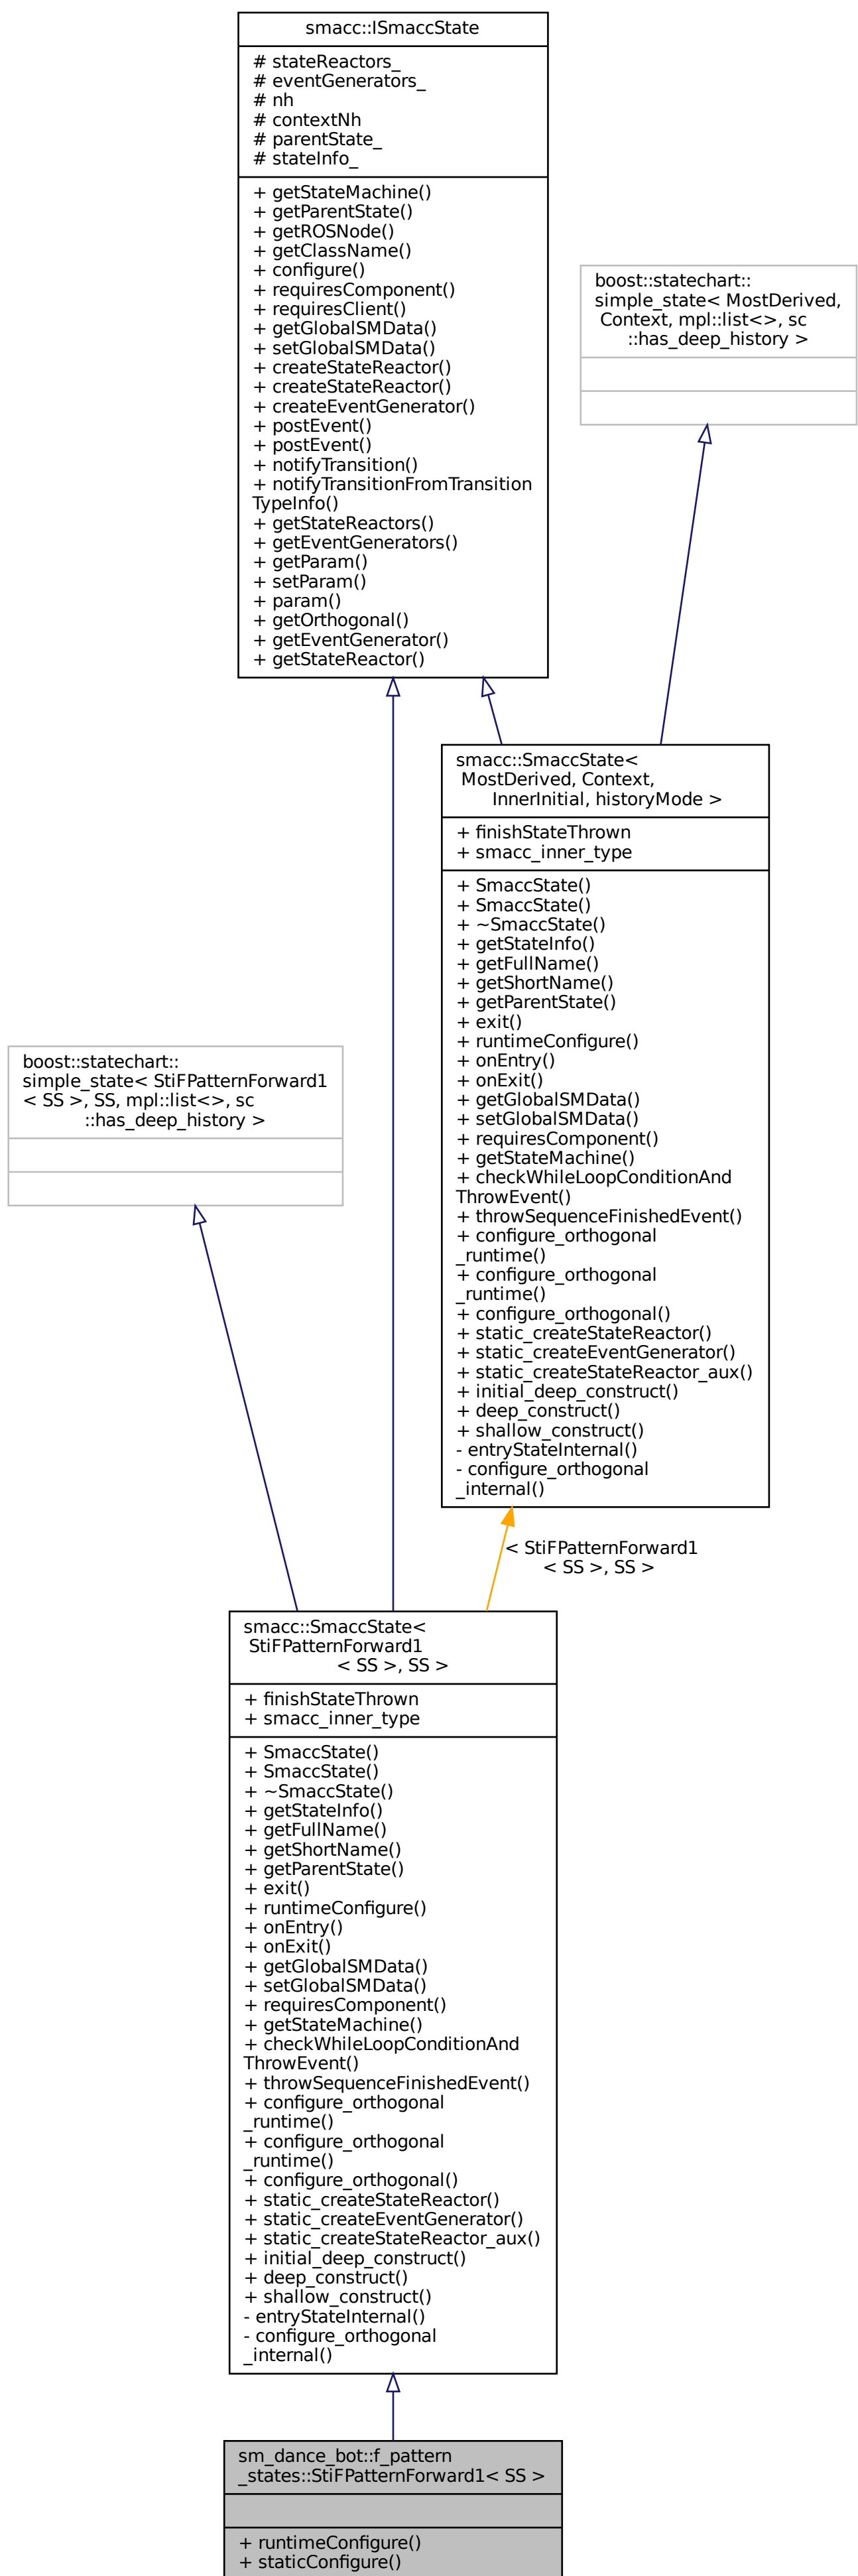 smacc::ISmaccState
# stateReactors_
# eventGenerators_
# nh
# contextNh
# parentState_
# stateInfo_
+ getStateMachine()
+ getParentState()
+ getROSNode()
+ getClassName()
+ configure()
+ requiresComponent()
+ requiresClient()
+ getGlobalSMData()
+ setGlobalSMData()
+ createStateReactor()
+ createStateReactor()
+ createEventGenerator()
+ postEvent()
+ postEvent()
+ notifyTransition()
+ notifyTransitionFromTransition
TypeInfo()
+ getStateReactors()
+ getEventGenerators()
+ getParam()
+ setParam()
+ param()
+ getOrthogonal()
+ getEventGenerator()
+ getStateReactor()
boost::statechart::
simple_state< MostDerived,
Context, mpl::list<>, sc
::has_deep_history >
smacc::SmaccState<
MostDerived, Context,
InnerInitial, historyMode >
+ finishStateThrown
+ smacc_inner_type
+ SmaccState()
+ SmaccState()
+ ~SmaccState()
+ getStateInfo()
+ getFullName()
+ getShortName()
+ getParentState()
+ exit()
+ runtimeConfigure()
+ onEntry()
+ onExit()
+ getGlobalSMData()
+ setGlobalSMData()
+ requiresComponent()
+ getStateMachine()
+ checkWhileLoopConditionAnd
ThrowEvent()
+ throwSequenceFinishedEvent()
+ configure_orthogonal
_runtime()
+ configure_orthogonal
_runtime()
+ configure_orthogonal()
+ static_createStateReactor()
+ static_createEventGenerator()
+ static_createStateReactor_aux()
+ initial_deep_construct()
+ deep_construct()
+ shallow_construct()
- entryStateInternal()
- configure_orthogonal
_internal()
boost::statechart::
simple_state< StiFPatternForward1
< SS >, SS, mpl::list<>, sc
::has_deep_history >
< StiFPatternForward1
< SS >, SS >
smacc::SmaccState<
StiFPatternForward1
< SS >, SS >
+ finishStateThrown
+ smacc_inner_type
+ SmaccState()
+ SmaccState()
+ ~SmaccState()
+ getStateInfo()
+ getFullName()
+ getShortName()
+ getParentState()
+ exit()
+ runtimeConfigure()
+ onEntry()
+ onExit()
+ getGlobalSMData()
+ setGlobalSMData()
+ requiresComponent()
+ getStateMachine()
+ checkWhileLoopConditionAnd
ThrowEvent()
+ throwSequenceFinishedEvent()
+ configure_orthogonal
_runtime()
+ configure_orthogonal
_runtime()
+ configure_orthogonal()
+ static_createStateReactor()
+ static_createEventGenerator()
+ static_createStateReactor_aux()
+ initial_deep_construct()
+ deep_construct()
+ shallow_construct()
- entryStateInternal()
- configure_orthogonal
_internal()
sm_dance_bot::f_pattern
_states::StiFPatternForward1< SS >
+ runtimeConfigure()
+ staticConfigure()